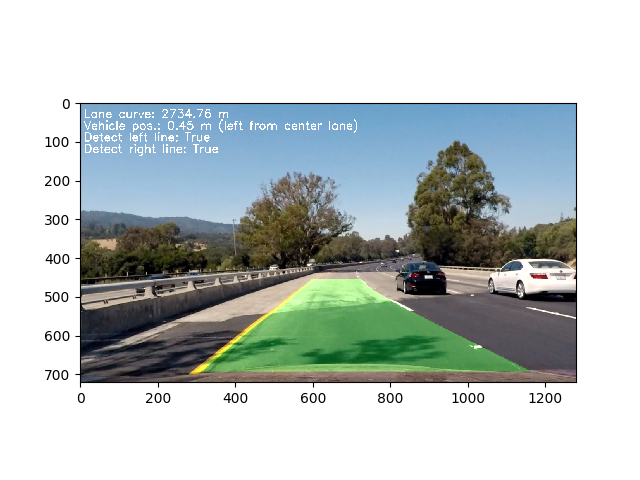 Lane curve: 2734.76 m
Vehicle pos.: 0.45 m (left from center lane)
Detect left line: True
Detect right line: True
0
100
200
300
400
500
600
700
0 200 400 600 800 1000 1200